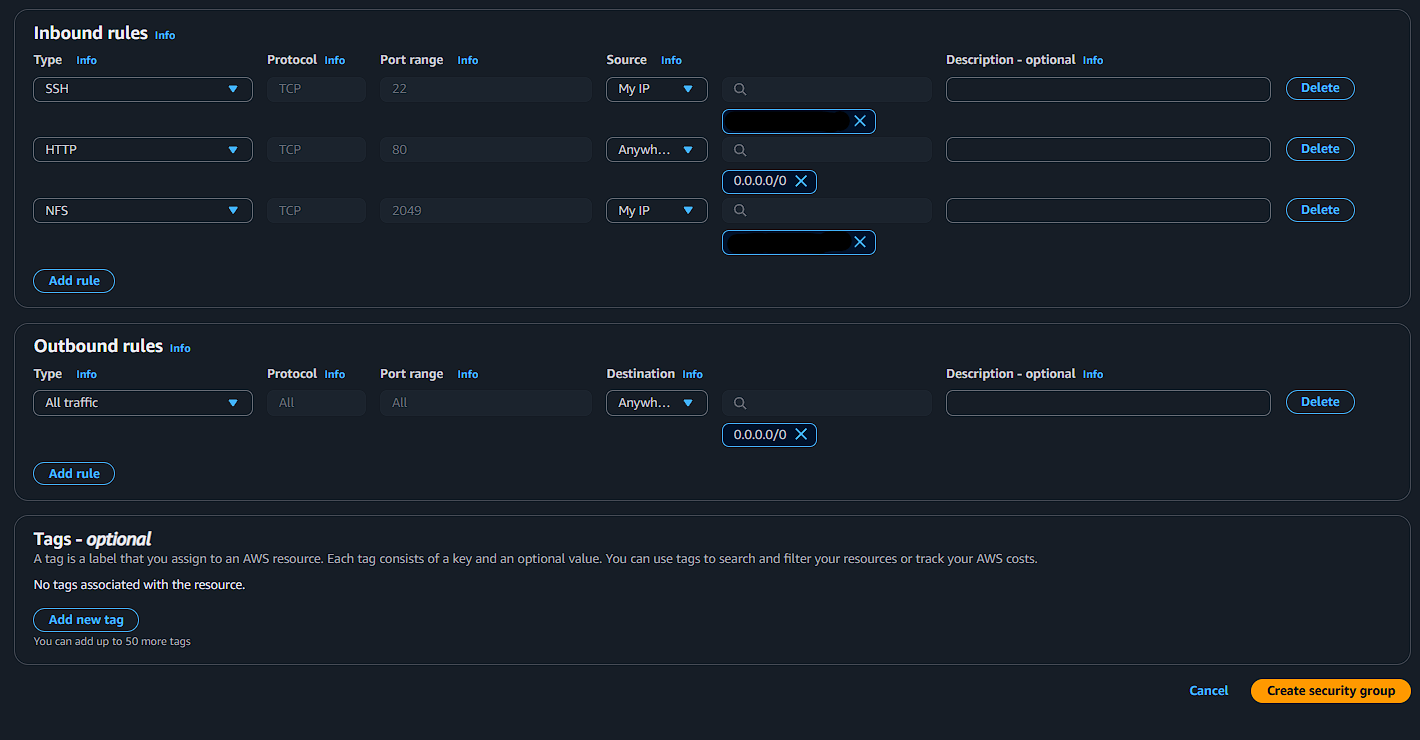 Inbound rules Info
Type Info Protocol Info Port range Info Source Info Description - optional Info
SSH TCP 22 My IP Delete
HTTP TCP 80 Anywh... Delete
0.0.0.0/0
NFS TCP 2049 My IP Delete
Add rule
Outbound rules Info
Type Info Protocol Info Port range Info Destination Info Description - optional Info
All traffic All All Anywh... Delete
0.0.0.0/0
Add rule
Tags - optional
A tag is a label that you assign to an AWS resource. Each tag consists of a key and an optional value. You can use tags to search and filter your resources or track your AWS costs.
No tags associated with the resource.
Add new tag
You can add up to 50 more tags
Cancel Create security group